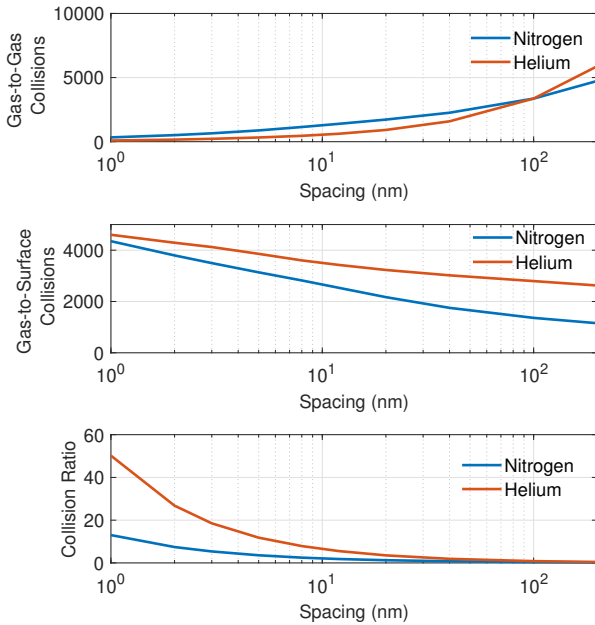 10000
5000
0
Gas-to-Gas
Collisions
Nitrogen
Helium
10^0
10^1
10^2
Spacing (nm)
4000
2000
0
Gas-to-Surface
Collisions
Nitrogen
Helium
10^0
10^1
10^2
Spacing (nm)
60
40
20
0
Collision Ratio
Nitrogen
Helium
10^0
10^1
10^2
Spacing (nm)